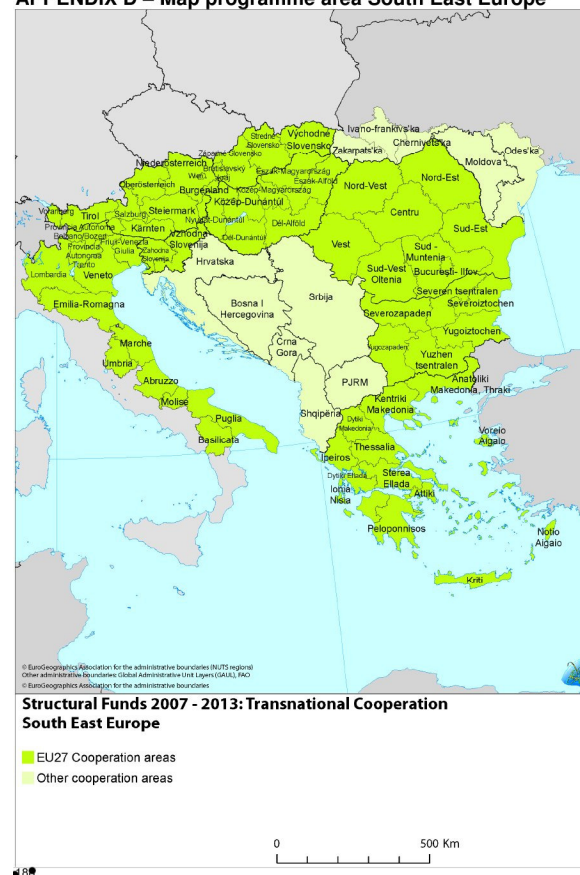 APPENDIX D – Map programme area South East Europe
Ivano-frankivs'ka
Chernivets'ka
Zakarpats'ka
Moldova
Odes'ka
Stredné
Slovensko
Východné
Slovensko
Západné Slovensko
Bratislavský
kraj
Niederösterreich
Wien
Oberösterreich
Burgenland
Észak-Magyarország
Észak-Alföld
Közép-Magyarország
Közép-Dunántúl
Nyugat-Dunántúl
Dél-Alföld
Dél-Dunántúl
Nord-Vest
Nord-Est
Centru
Sud-Est
Vest
Sud -
Muntenia
Sud-Vest
Oltenia
Bucureşti- Ilfov
Vorarlberg
Tirol
Salzburg
Steiermark
Kärnten
Provincia Autonoma
Bolzano/Bozen
Provincia
Autonoma
Trento
Friuli-Venezia
Giulia
Vzhodna
Slovenija
Zahodna
Slovenija
Lombardia
Veneto
Emilia-Romagna
Hrvatska
Bosna I
Hercegovina
Srbija
Crna
Gora
PJRM
Shqipëria
Severen tsentralen
Severoiztochen
Severozapaden
Yugoiztochen
Yugozapaden
Yuzhen
tsentralen
Marche
Umbria
Abruzzo
Molise
Puglia
Basilicata
Anatoliki
Makedonia, Thraki
Kentriki
Makedonia
Dytiki
Makedonia
Thessalia
Ipeiros
Dytiki Ellada
Sterea
Ellada
Ionia
Nisia
Attiki
Peloponnisos
Voreio
Aigaio
Notio
Aigaio
Kriti
© EuroGeographics Association for the administrative boundaries (NUTS regions)
Other administrative boundaries: Global Administrative Unit Layers (GAUL), FAO
© EuroGeographics Association for the administrative boundaries
Structural Funds 2007 - 2013: Transnational Cooperation
South East Europe
EU27 Cooperation areas
Other cooperation areas
0 500 Km